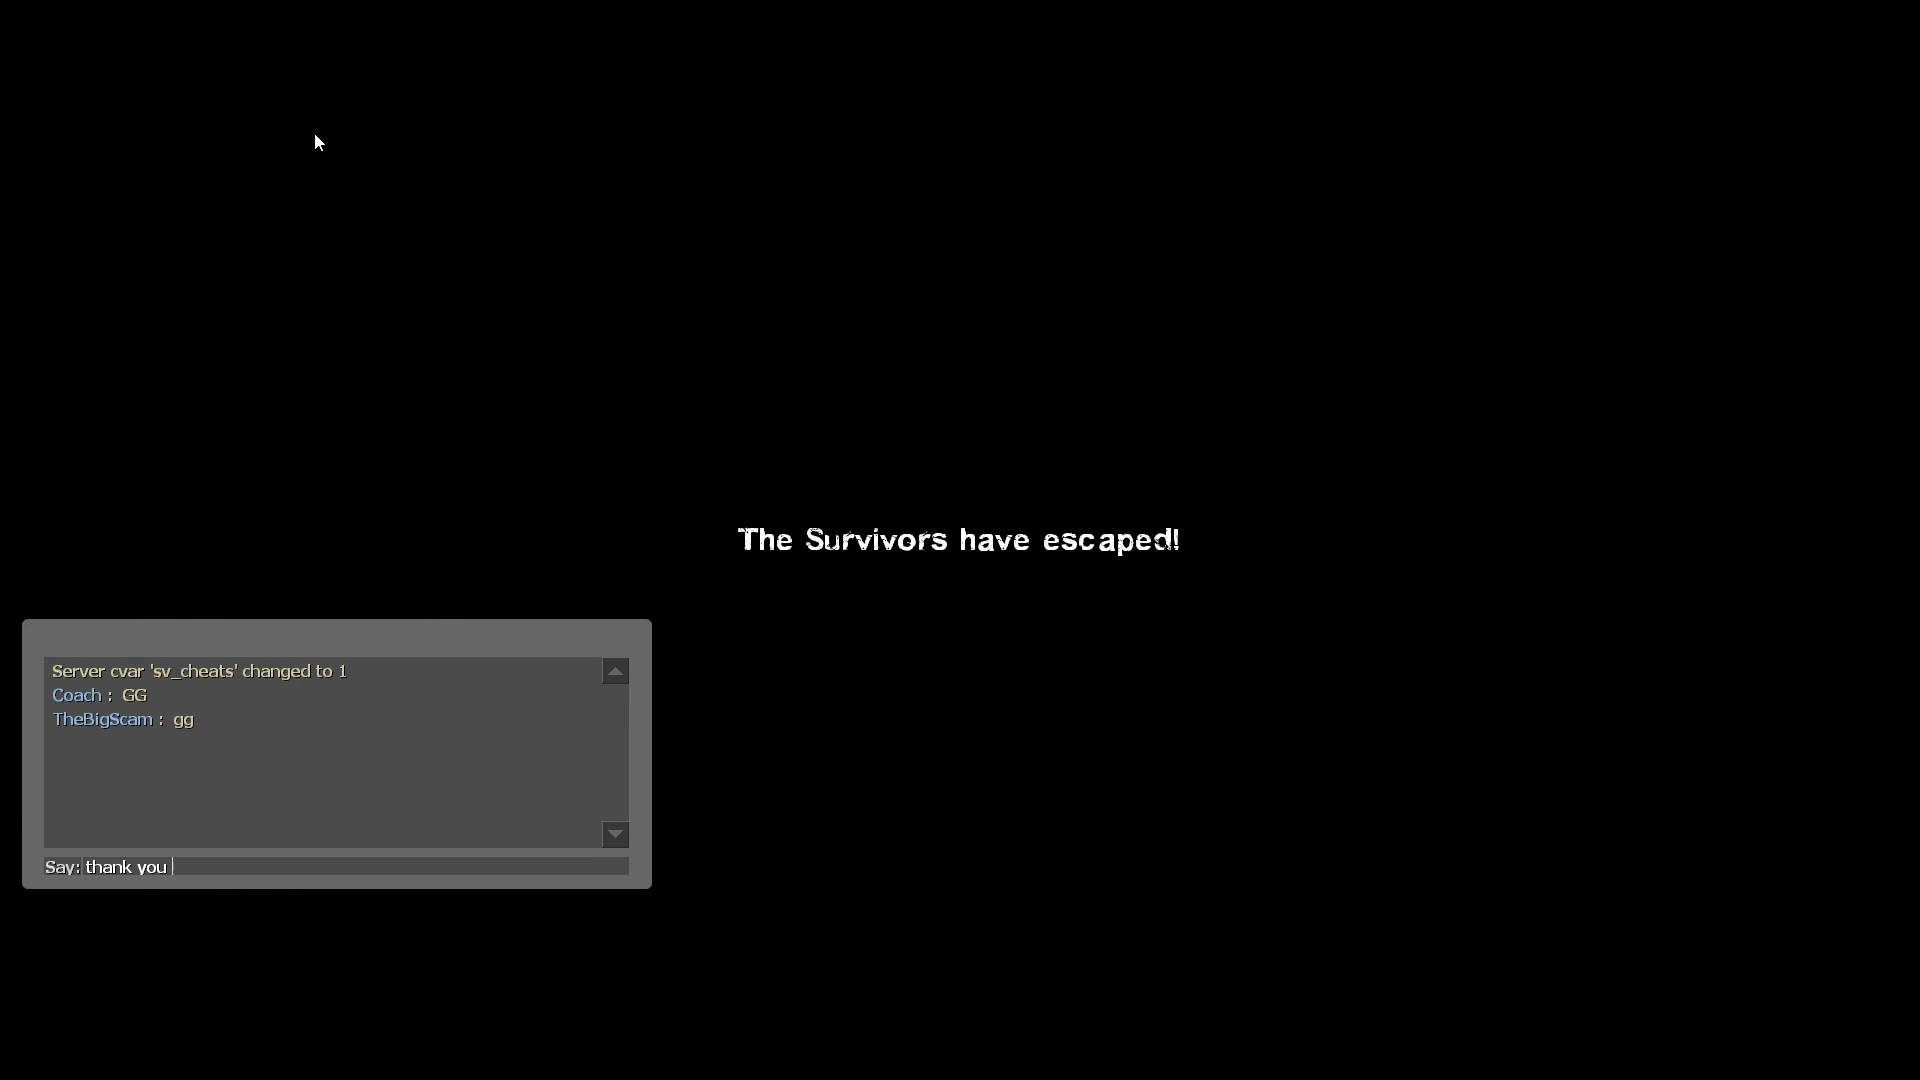 The Survivors have escaped!
Server cvar 'sv_cheats' changed to 1
Coach :  GG
TheBigScam :  gg
Say: thank you